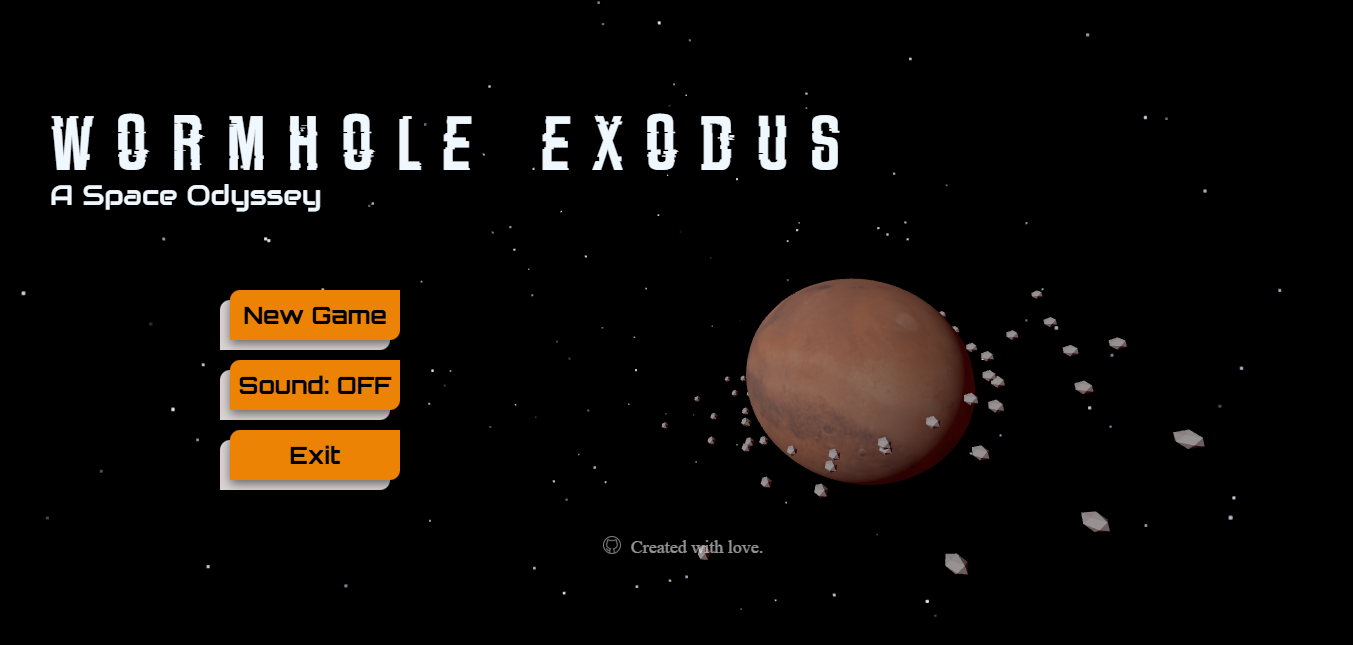 WORMHOLE EXODUS
A Space Odyssey
New Game
Sound: OFF
Exit
Created with love.